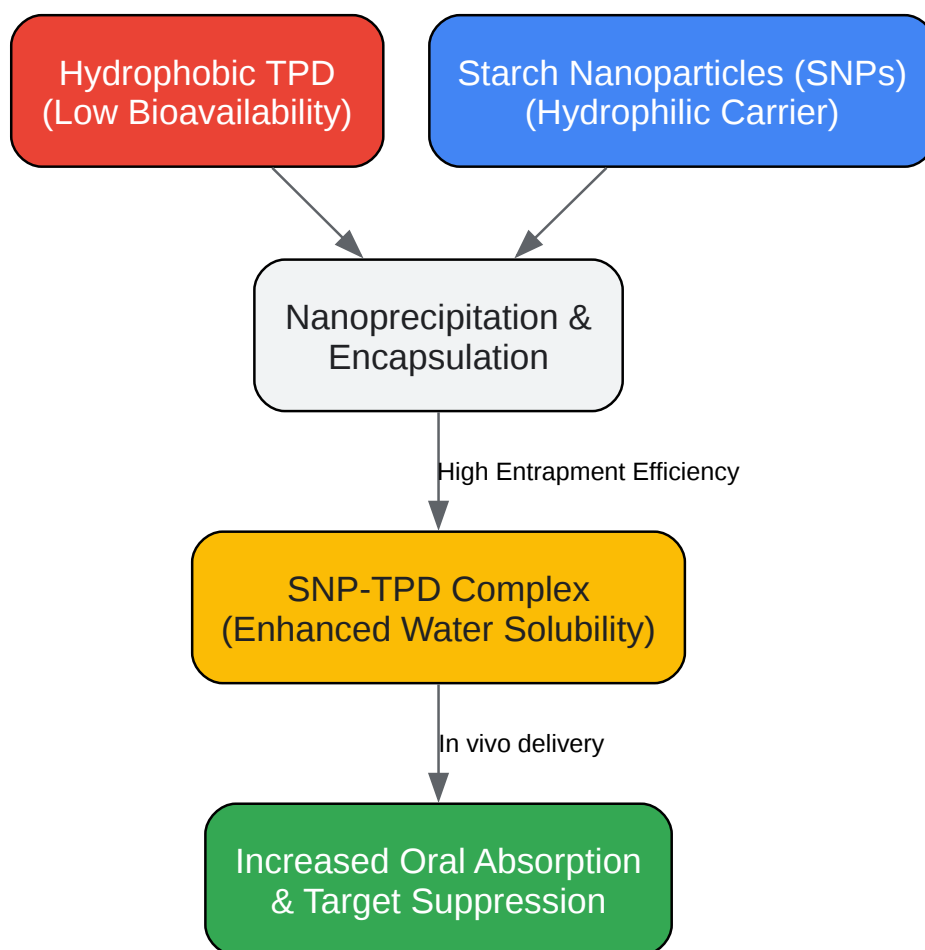 Hydrophobic TPD
(Low Bioavailability)
Starch Nanoparticles (SNPs)
(Hydrophilic Carrier)
Nanoprecipitation &
Encapsulation
High Entrapment Efficiency
SNP-TPD Complex
(Enhanced Water Solubility)
In vivo delivery
Increased Oral Absorption
& Target Suppression